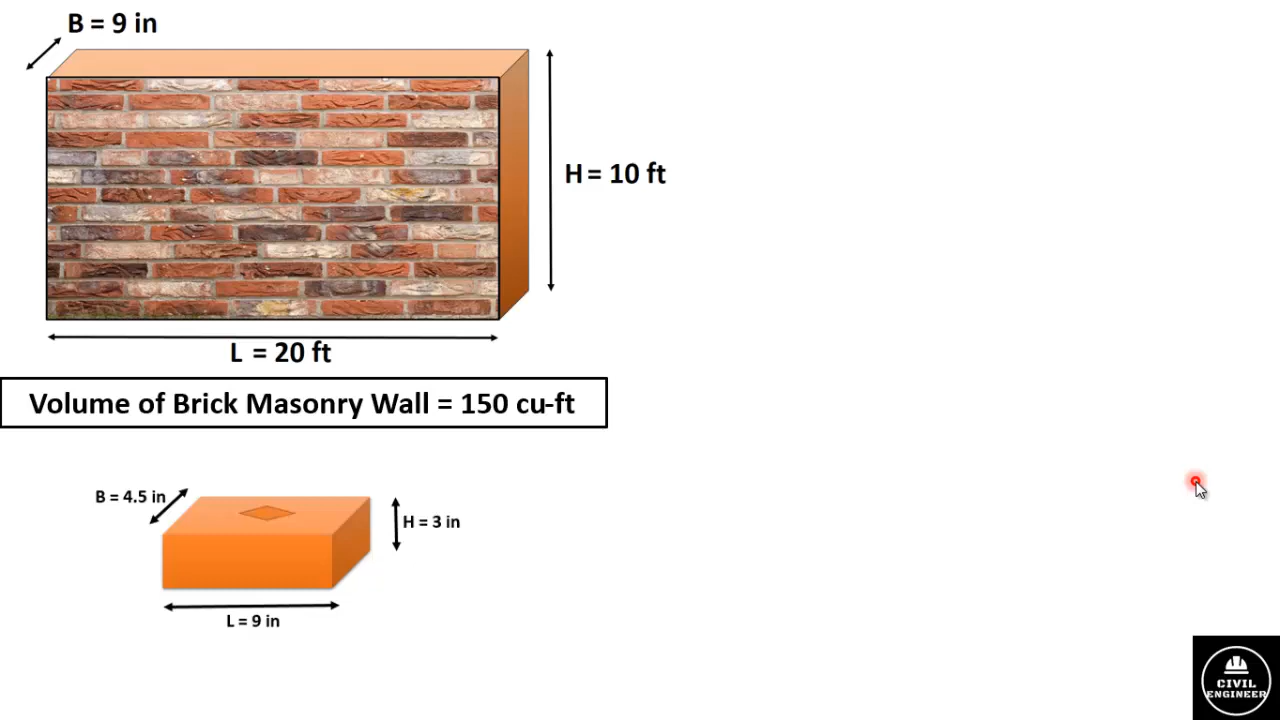 B = 9 in
H = 10 ft
L = 20 ft
Volume of Brick Masonry Wall = 150 cu-ft
B = 4.5 in
H = 3 in
L = 9 in
CIVIL
ENGINEER